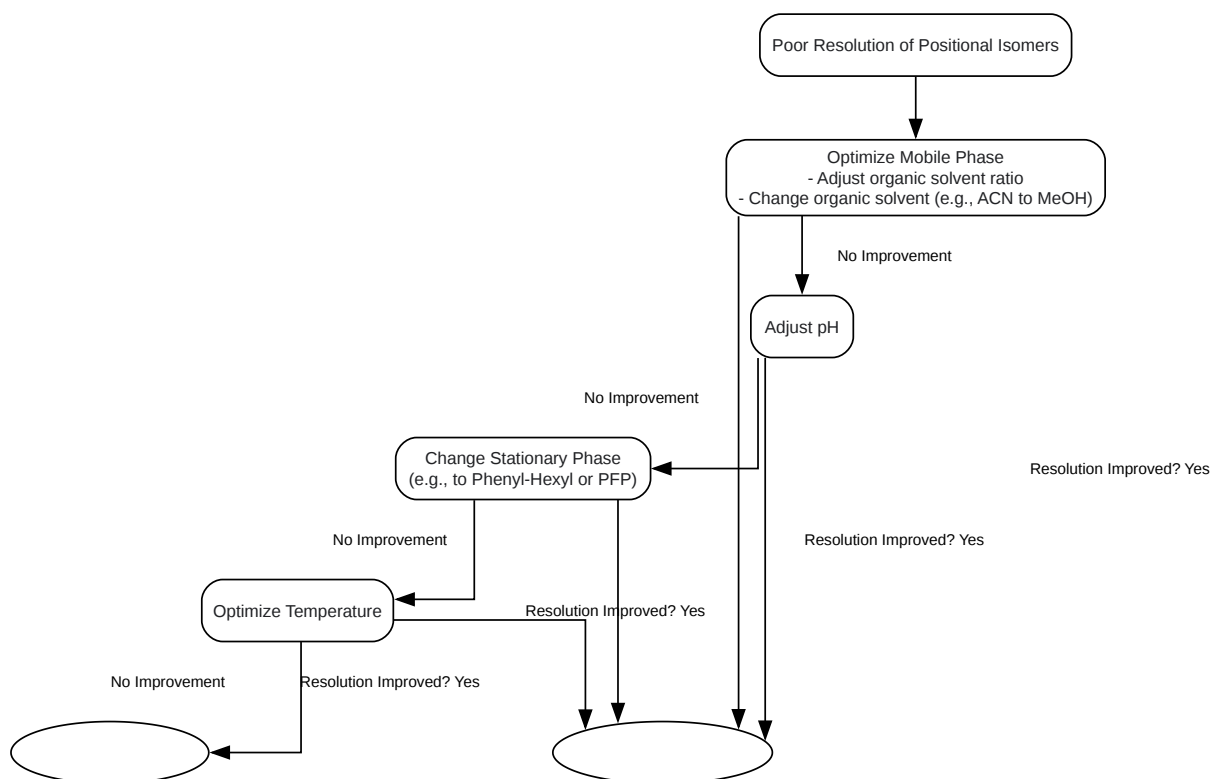 Poor Resolution of Positional Isomers
Optimize Mobile Phase
- Adjust organic solvent ratio
- Change organic solvent (e.g., ACN to MeOH)
No Improvement
Adjust pH
No Improvement
Change Stationary Phase
(e.g., to Phenyl-Hexyl or PFP)
Resolution Improved? Yes
No Improvement
Resolution Improved? Yes
Optimize Temperature
Resolution Improved? Yes
No Improvement
Resolution Improved? Yes